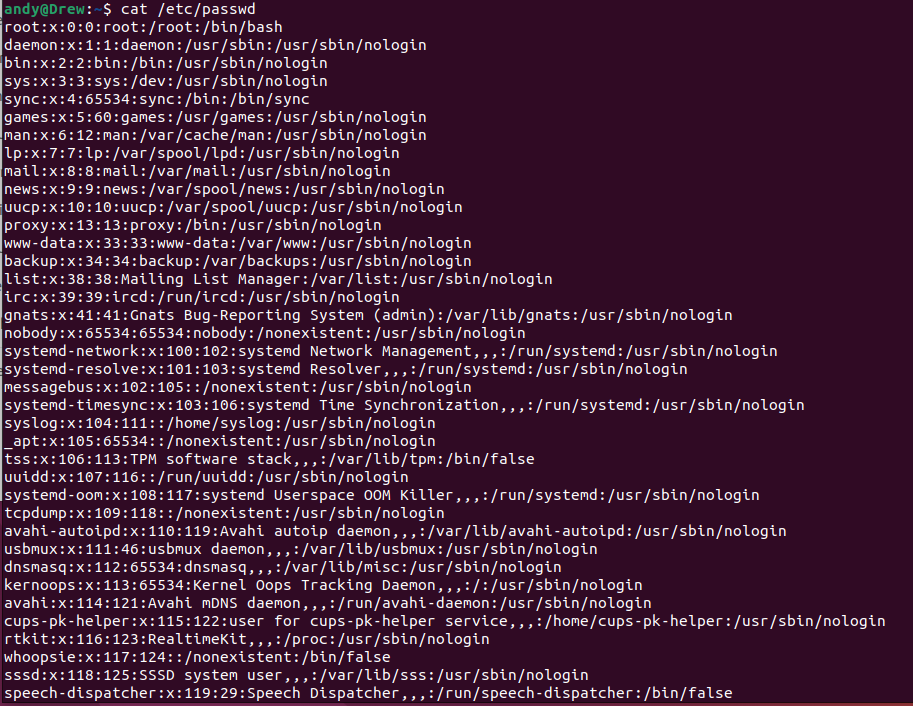 andy@Drew:~$ cat /etc/passwd
root:x:0:0:root:/root:/bin/bash
daemon:x:1:1:daemon:/usr/sbin:/usr/sbin/nologin
bin:x:2:2:bin:/bin:/usr/sbin/nologin
sys:x:3:3:sys:/dev:/usr/sbin/nologin
sync:x:4:65534:sync:/bin:/bin/sync
games:x:5:60:games:/usr/games:/usr/sbin/nologin
man:x:6:12:man:/var/cache/man:/usr/sbin/nologin
lp:x:7:7:lp:/var/spool/lpd:/usr/sbin/nologin
mail:x:8:8:mail:/var/mail:/usr/sbin/nologin
news:x:9:9:news:/var/spool/news:/usr/sbin/nologin
uucp:x:10:10:uucp:/var/spool/uucp:/usr/sbin/nologin
proxy:x:13:13:proxy:/bin:/usr/sbin/nologin
www-data:x:33:33:www-data:/var/www:/usr/sbin/nologin
backup:x:34:34:backup:/var/backups:/usr/sbin/nologin
list:x:38:38:Mailing List Manager:/var/list:/usr/sbin/nologin
irc:x:39:39:ircd:/run/ircd:/usr/sbin/nologin
gnats:x:41:41:Gnats Bug-Reporting System (admin):/var/lib/gnats:/usr/sbin/nologin
nobody:x:65534:65534:nobody:/nonexistent:/usr/sbin/nologin
systemd-network:x:100:102:systemd Network Management,,,:/run/systemd:/usr/sbin/nologin
systemd-resolve:x:101:103:systemd Resolver,,,:/run/systemd:/usr/sbin/nologin
messagebus:x:102:105::/nonexistent:/usr/sbin/nologin
systemd-timesync:x:103:106:systemd Time Synchronization,,,:/run/systemd:/usr/sbin/nologin
syslog:x:104:111::/home/syslog:/usr/sbin/nologin
_apt:x:105:65534::/nonexistent:/usr/sbin/nologin
tss:x:106:113:TPM software stack,,,:/var/lib/tpm:/bin/false
uuidd:x:107:116::/run/uuidd:/usr/sbin/nologin
systemd-oom:x:108:117:systemd Userspace OOM Killer,,,:/run/systemd:/usr/sbin/nologin
tcpdump:x:109:118::/nonexistent:/usr/sbin/nologin
avahi-autoipd:x:110:119:Avahi autoip daemon,,,:/var/lib/avahi-autoipd:/usr/sbin/nologin
usbmux:x:111:46:usbmux daemon,,,:/var/lib/usbmux:/usr/sbin/nologin
dnsmasq:x:112:65534:dnsmasq,,,:/var/lib/misc:/usr/sbin/nologin
kernoops:x:113:65534:Kernel Oops Tracking Daemon,,,:/:/usr/sbin/nologin
avahi:x:114:121:Avahi mDNS daemon,,,:/run/avahi-daemon:/usr/sbin/nologin
cups-pk-helper:x:115:122:user for cups-pk-helper service,,,:/home/cups-pk-helper:/usr/sbin/nologin
rtkit:x:116:123:RealtimeKit,,,:/proc:/usr/sbin/nologin
whoopsie:x:117:124::/nonexistent:/bin/false
sssd:x:118:125:SSSD system user,,,:/var/lib/sss:/usr/sbin/nologin
speech-dispatcher:x:119:29:Speech Dispatcher,,,:/run/speech-dispatcher:/bin/false